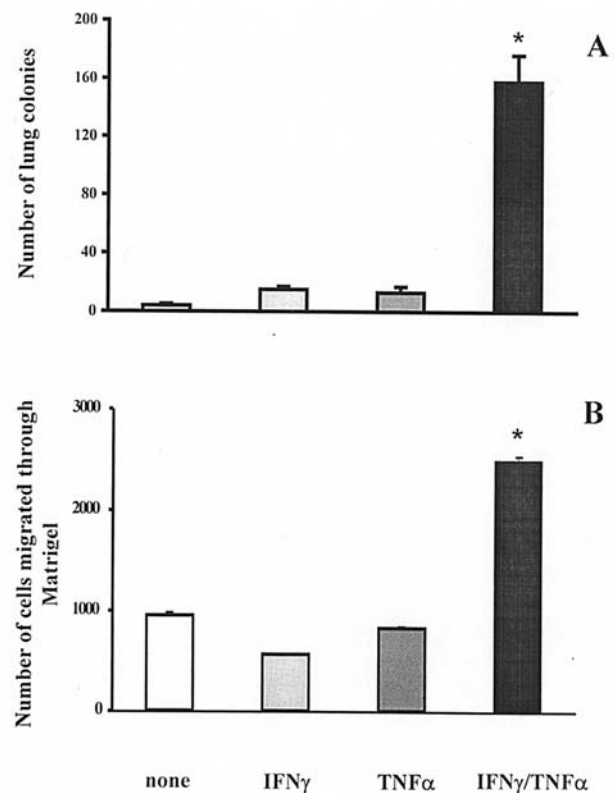 200
160
120
80
40
0
Number of lung colonies
*
A
3000
2000
1000
0
Number of cells migrated through
Matrigel
*
B
none IFNγ TNFα IFNγ/TNFα